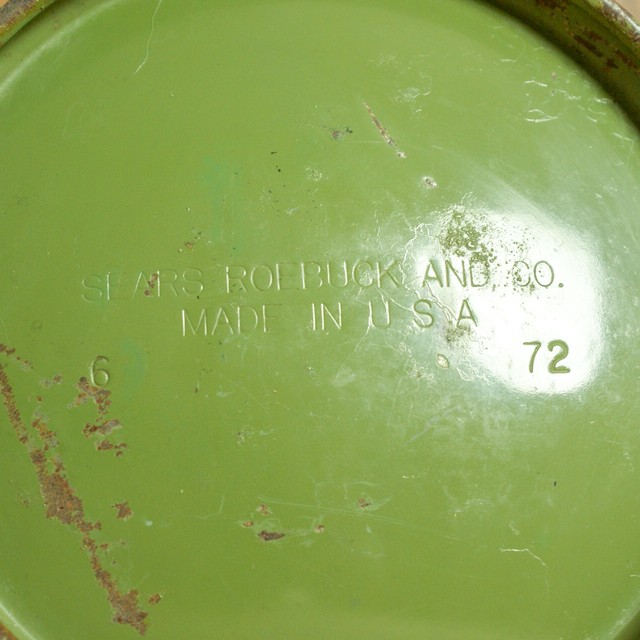 SEARS ROEBUCK AND CO.
MADE IN U S A
6 72